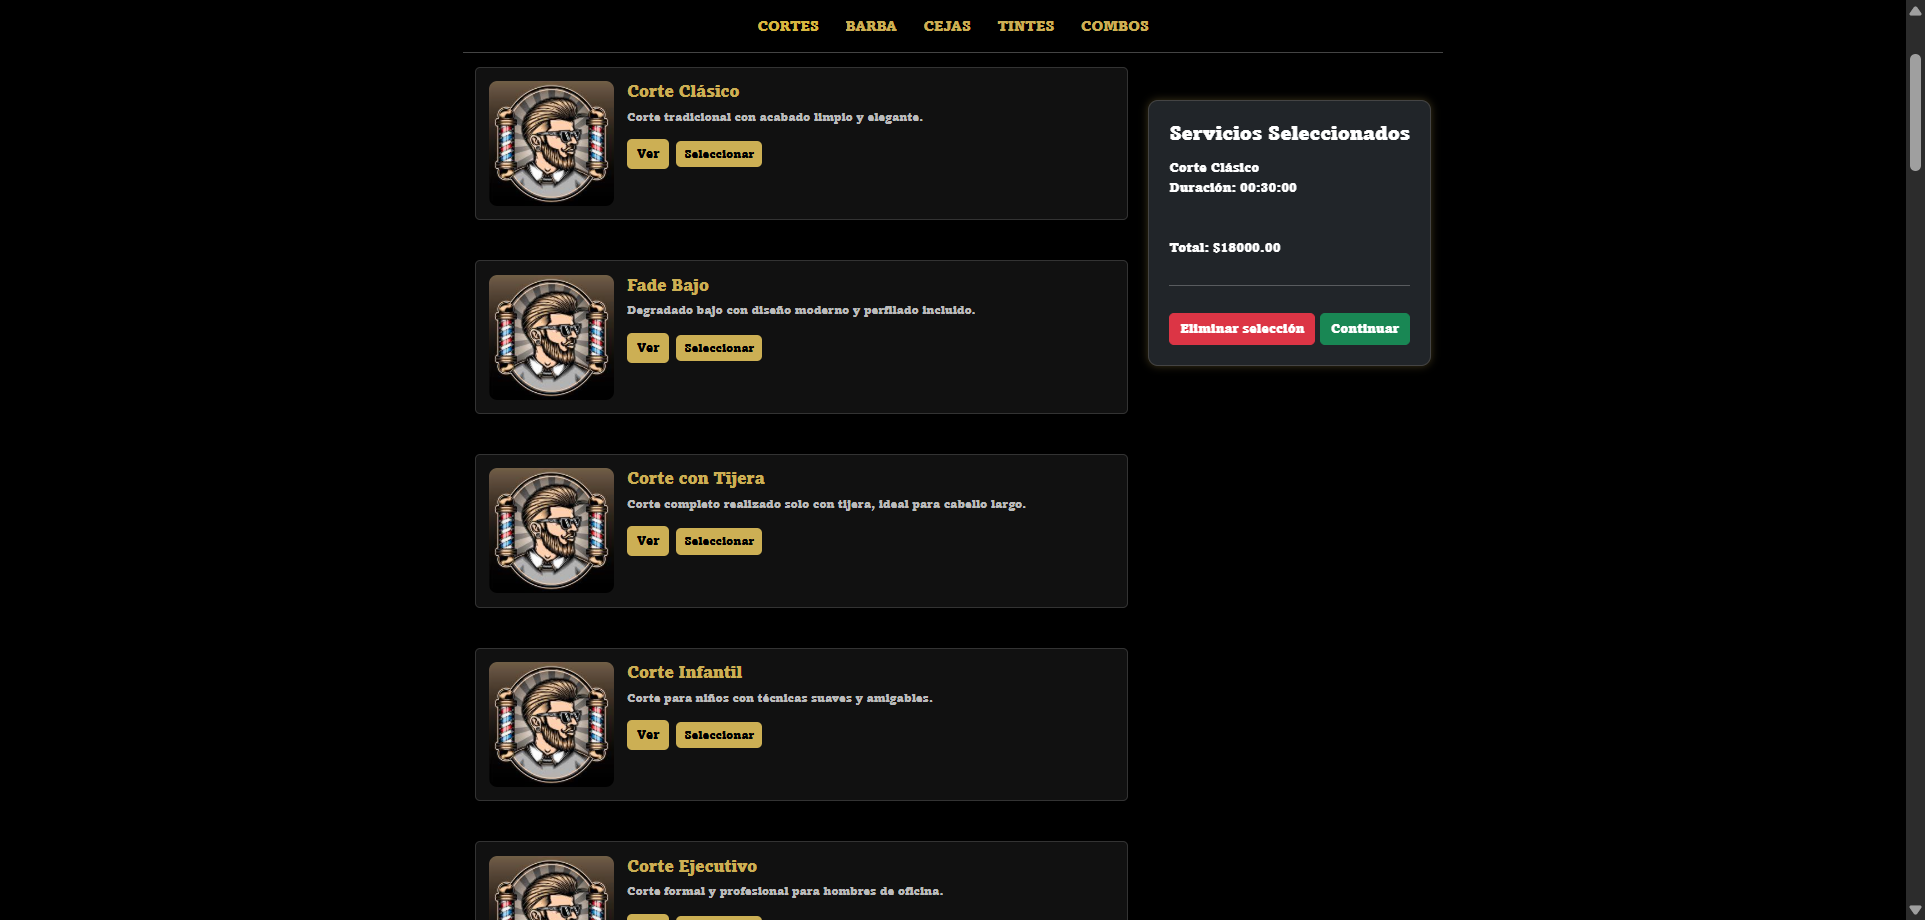 CORTES BARBA CEJAS TINTES COMBOS
Corte Clásico
Corte tradicional con acabado limpio y elegante.
Ver Seleccionar
Fade Bajo
Degradado bajo con diseño moderno y perfilado incluido.
Ver Seleccionar
Corte con Tijera
Corte completo realizado solo con tijera, ideal para cabello largo.
Ver Seleccionar
Corte Infantil
Corte para niños con técnicas suaves y amigables.
Ver Seleccionar
Corte Ejecutivo
Corte formal y profesional para hombres de oficina.
Servicios Seleccionados
Corte Clásico
Duración: 00:30:00
Total: $18000.00
Eliminar selección Continuar